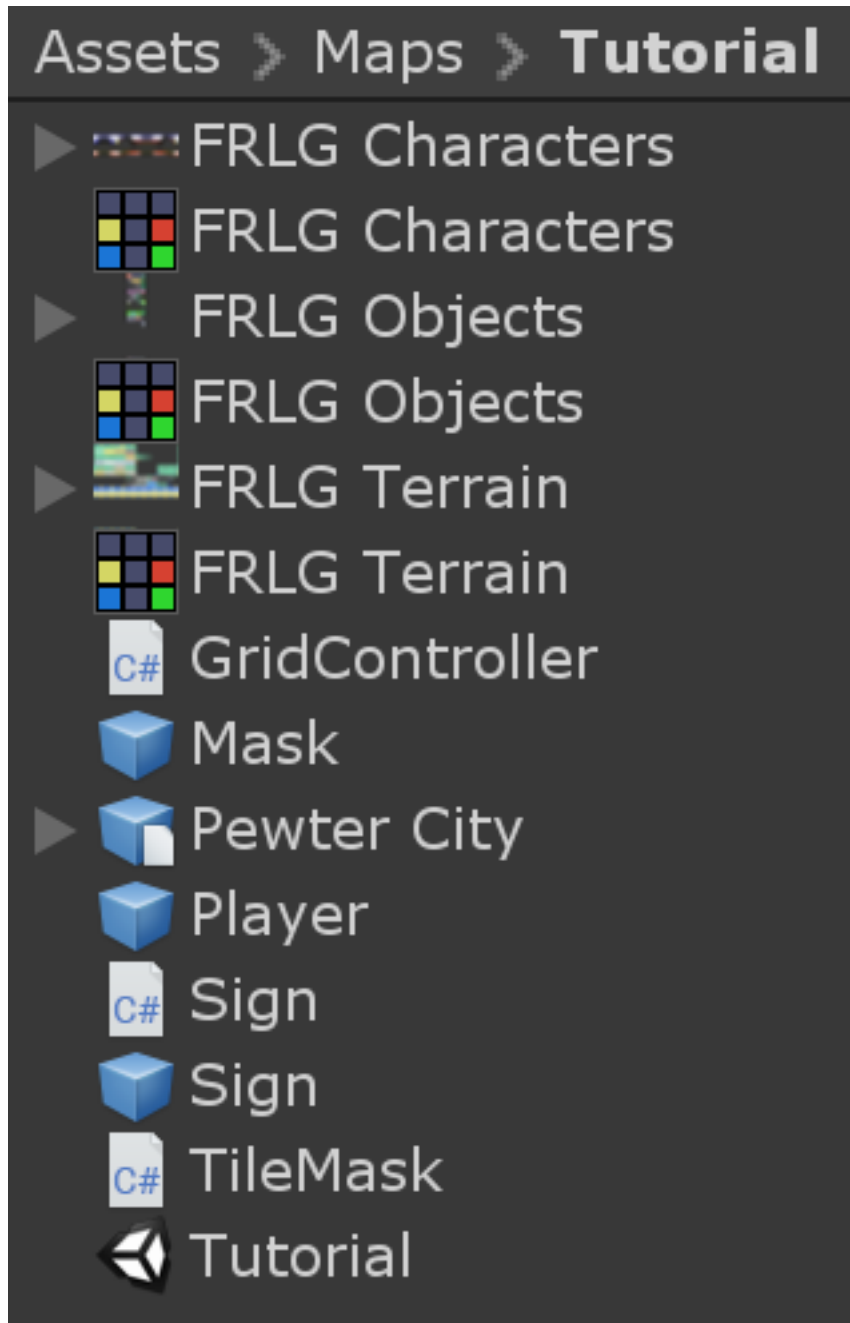 Assets > Maps > Tutorial
FRLG Characters
FRLG Characters
FRLG Objects
FRLG Objects
FRLG Terrain
FRLG Terrain
C# GridController
Mask
Pewter City
Player
C# Sign
Sign
C# TileMask
Tutorial